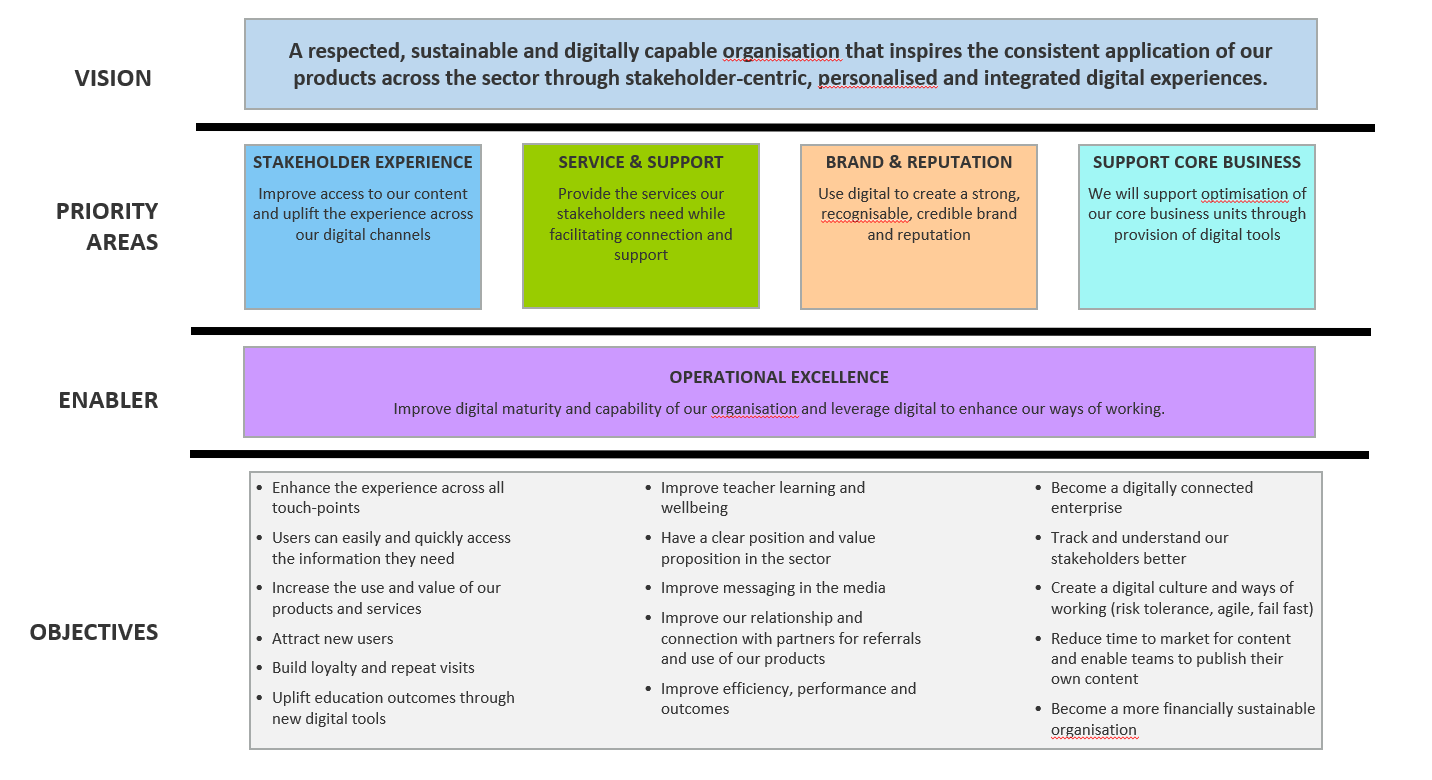 VISION
A respected, sustainable and digitally capable organisation that inspires the consistent application of our
products across the sector through stakeholder-centric, personalised and integrated digital experiences.
PRIORITY
AREAS
STAKEHOLDER EXPERIENCE
Improve access to our content
and uplift the experience across
our digital channels
SERVICE & SUPPORT
Provide the services our
stakeholders need while
facilitating connection and
support
BRAND & REPUTATION
Use digital to create a strong,
recognisable, credible brand
and reputation
SUPPORT CORE BUSINESS
We will support optimisation of
our core business units through
provision of digital tools
ENABLER
OPERATIONAL EXCELLENCE
Improve digital maturity and capability of our organisation and leverage digital to enhance our ways of working.
OBJECTIVES
• Enhance the experience across all
touch-points
• Users can easily and quickly access
the information they need
• Increase the use and value of our
products and services
• Attract new users
• Build loyalty and repeat visits
• Uplift education outcomes through
new digital tools
• Improve teacher learning and
wellbeing
• Have a clear position and value
proposition in the sector
• Improve messaging in the media
• Improve our relationship and
connection with partners for referrals
and use of our products
• Improve efficiency, performance and
outcomes
• Become a digitally connected
enterprise
• Track and understand our
stakeholders better
• Create a digital culture and ways of
working (risk tolerance, agile, fail fast)
• Reduce time to market for content
and enable teams to publish their
own content
• Become a more financially sustainable
organisation